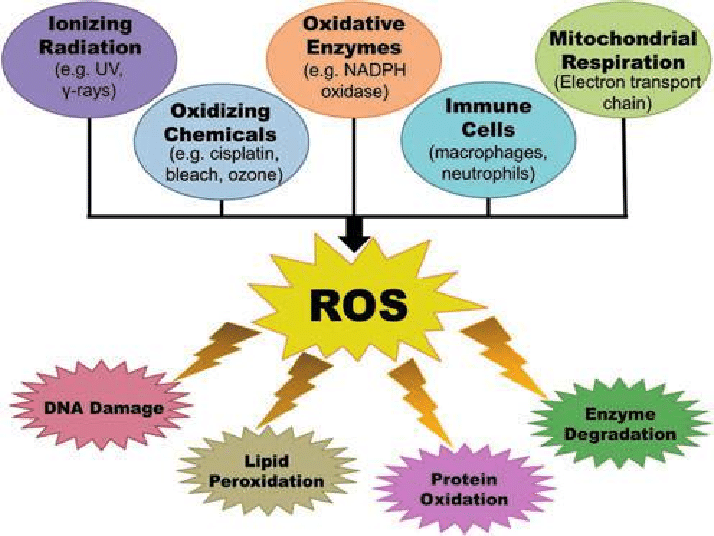 Ionizing
Radiation
(e.g. UV,
γ-rays)
Oxidizing
Chemicals
(e.g. cisplatin,
bleach, ozone)
Oxidative
Enzymes
(e.g. NADPH
oxidase)
Immune
Cells
(macrophages,
neutrophils)
Mitochondrial
Respiration
(Electron transport
chain)
ROS
DNA Damage
Lipid
Peroxidation
Protein
Oxidation
Enzyme
Degradation